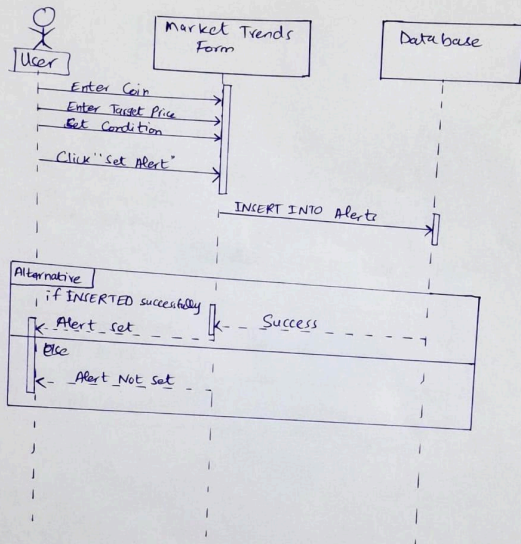 User
Market Trends
Form
Database
Enter Coin
Enter Target Price
Set Condition
Click "Set Alert"
INSERT INTO Alerts
Alternative
if INSERTED successfully
Alert set
Success
Else
Alert Not set